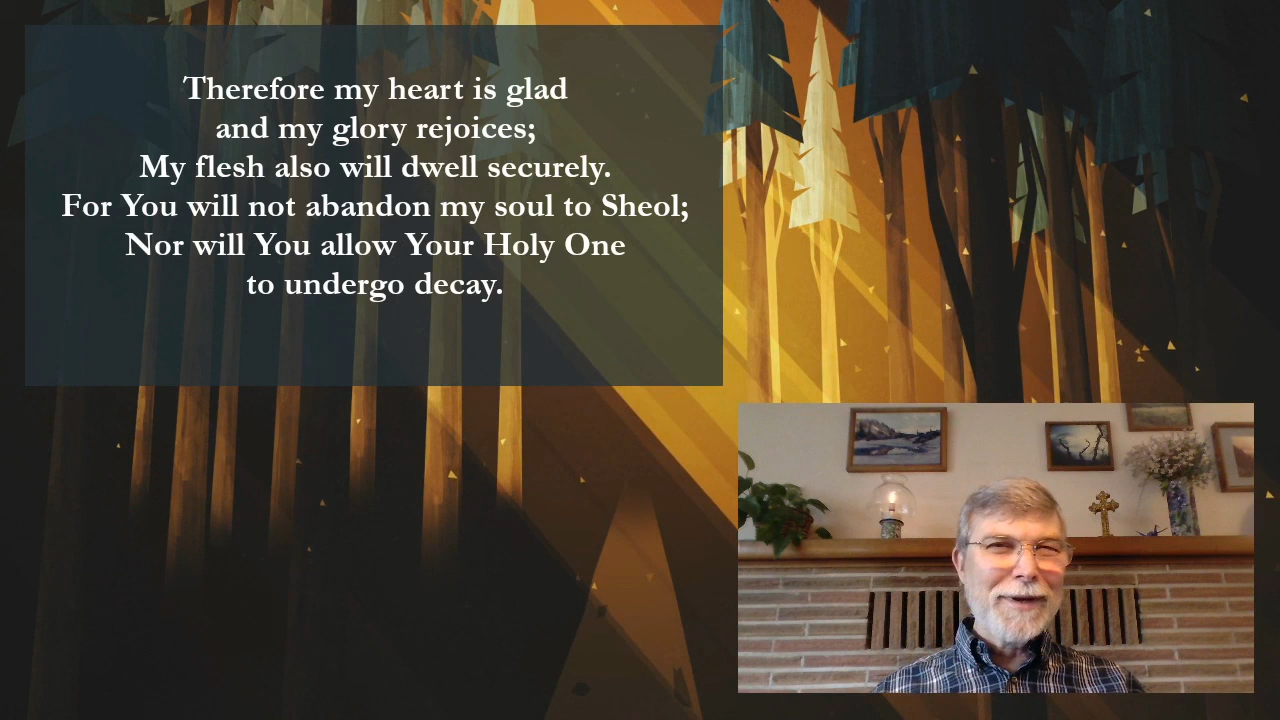 Therefore my heart is glad
and my glory rejoices;
My flesh also will dwell securely.
For You will not abandon my soul to Sheol;
Nor will You allow Your Holy One
to undergo decay.